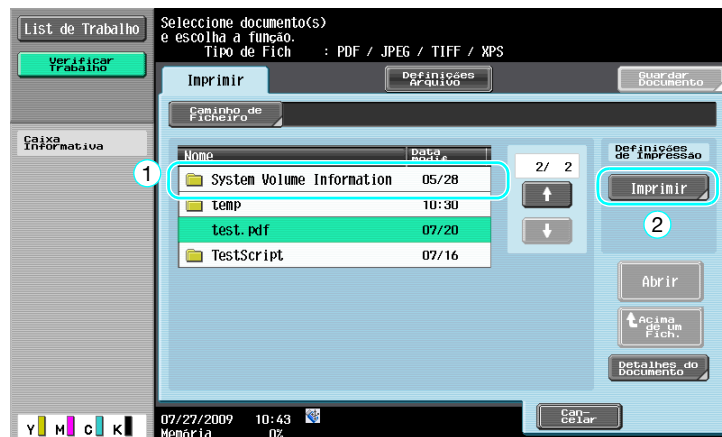 List de Trabalho
Verificar
Trabalho
Seleccione documento(s)
e escolha a função.
Tipo de Fich : PDF / JPEG / TIFF / XPS
Imprimir
Definições
Arquivo
Guardar
Documento
Caminho de
Ficheiro
Caixa
Informativa
Nome
Data
modif
2/ 2
Definições
de Impressão
1
System Volume Information 05/28
Imprimir
temp 10:30
test.pdf 07/20
2
TestScript 07/16
Abrir
Acima
de um
Fich.
Detalhes do
Documento
Can-
celar
07/27/2009 10:43
Memória 0%
Y M C K